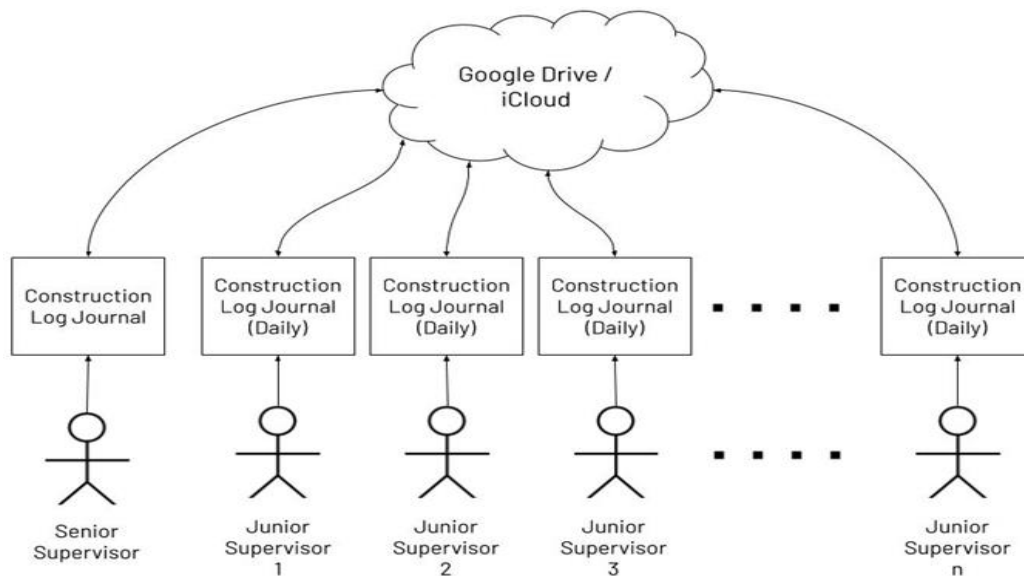 Google Drive /
iCloud
Construction
Log Journal
Construction
Log Journal
(Daily)
Construction
Log Journal
(Daily)
Construction
Log Journal
(Daily)
Construction
Log Journal
(Daily)
Senior
Supervisor
Junior
Supervisor
1
Junior
Supervisor
2
Junior
Supervisor
3
Junior
Supervisor
n